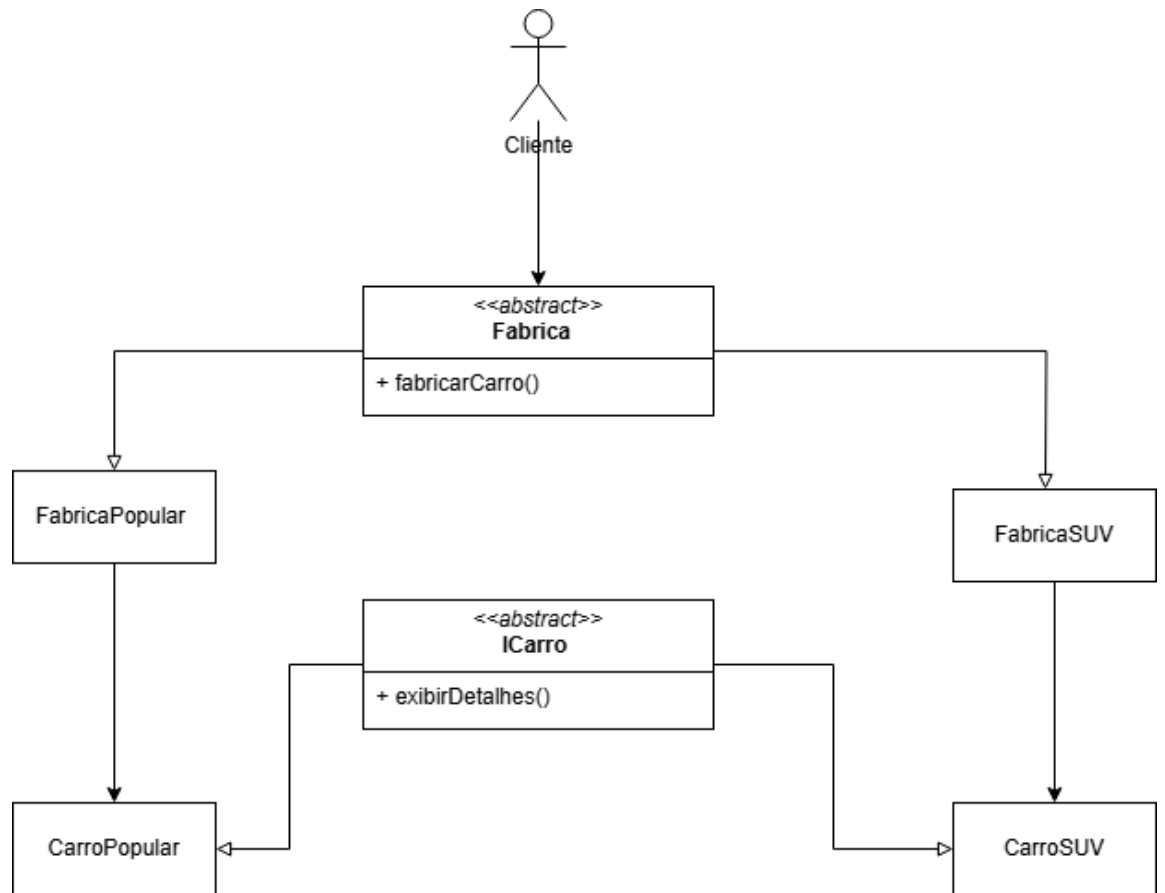 Cliente
<<abstract>>
Fabrica
+ fabricarCarro()
FabricaPopular
FabricaSUV
<<abstract>>
ICarro
+ exibirDetalhes()
CarroPopular
CarroSUV